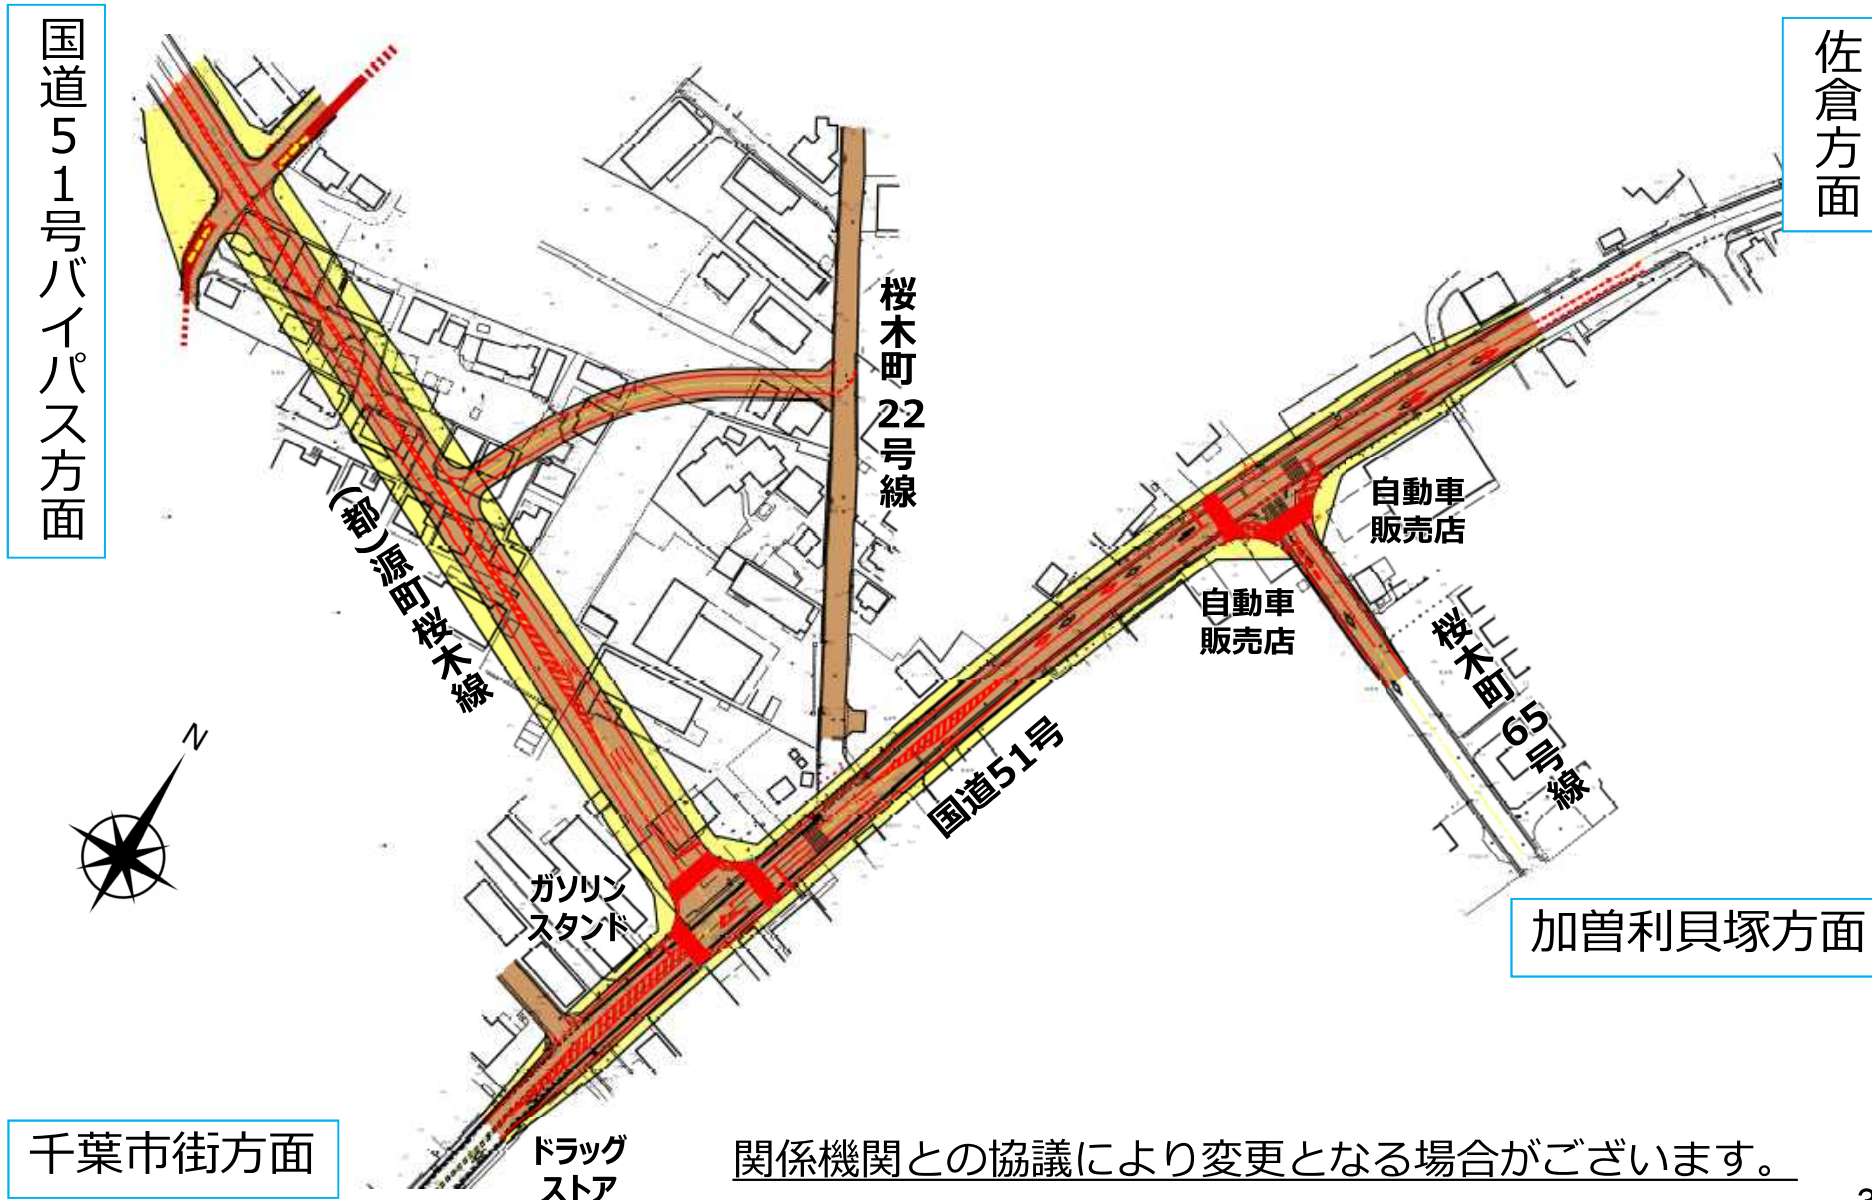 国道51号バイパス方面
佐倉方面
桜木町22号線
(都)源町桜木線
自動車
販売店
自動車
販売店
桜木町65号線
国道51号
N
ガソリン
スタンド
加曽利貝塚方面
千葉市街方面
ドラッグ
ストア
関係機関との協議により変更となる場合がございます。